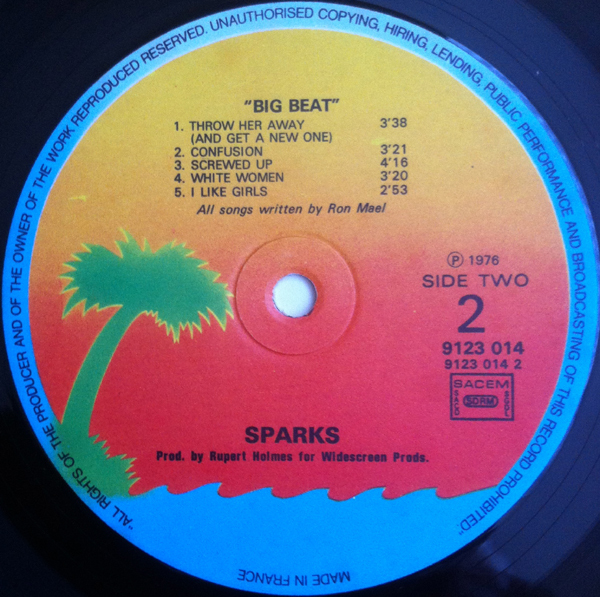 "ALL RIGHTS OF THE PRODUCER AND OF THE OWNER OF THE WORK REPRODUCED RESERVED. UNAUTHORISED COPYING, HIRING, LENDING, PUBLIC PERFORMANCE AND BROADCASTING OF THIS RECORD PROHIBITED."
"BIG BEAT"
1. THROW HER AWAY 3'38
(AND GET A NEW ONE)
2. CONFUSION 3'21
3. SCREWED UP 4'16
4. WHITE WOMEN 3'20
5. I LIKE GIRLS 2'53
All songs written by Ron Mael
Ⓟ 1976
SIDE TWO
2
9123 014
9123 014 2
SACEM
SACD SDRM SGDL
SPARKS
Prod. by Rupert Holmes for Widescreen Prods.
MADE IN FRANCE